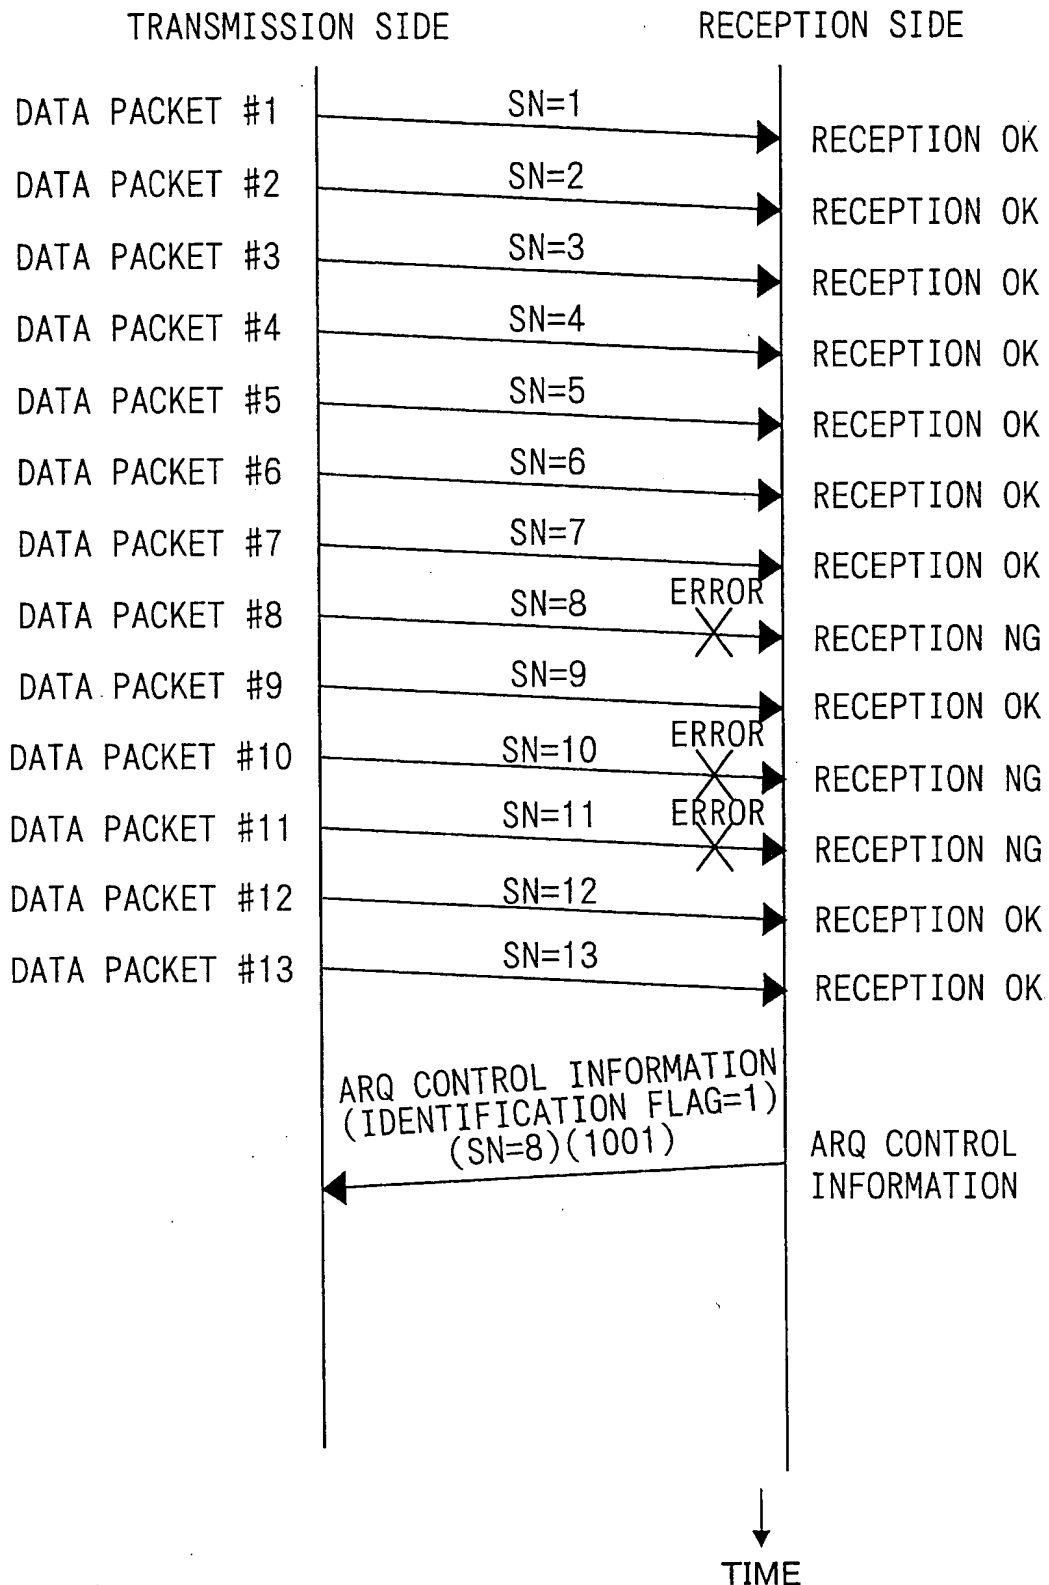 TRANSMISSION SIDE RECEPTION SIDE
DATA PACKET #1 SN=1 RECEPTION OK
DATA PACKET #2 SN=2 RECEPTION OK
DATA PACKET #3 SN=3 RECEPTION OK
DATA PACKET #4 SN=4 RECEPTION OK
DATA PACKET #5 SN=5 RECEPTION OK
DATA PACKET #6 SN=6 RECEPTION OK
DATA PACKET #7 SN=7 RECEPTION OK
ERROR
DATA PACKET #8 SN=8 RECEPTION NG
DATA PACKET #9 SN=9 RECEPTION OK
ERROR
DATA PACKET #10 SN=10 RECEPTION NG
ERROR
DATA PACKET #11 SN=11 RECEPTION NG
DATA PACKET #12 SN=12 RECEPTION OK
DATA PACKET #13 SN=13 RECEPTION OK
ARQ CONTROL INFORMATION
(IDENTIFICATION FLAG=1)
(SN=8)(1001)
ARQ CONTROL
INFORMATION
TIME